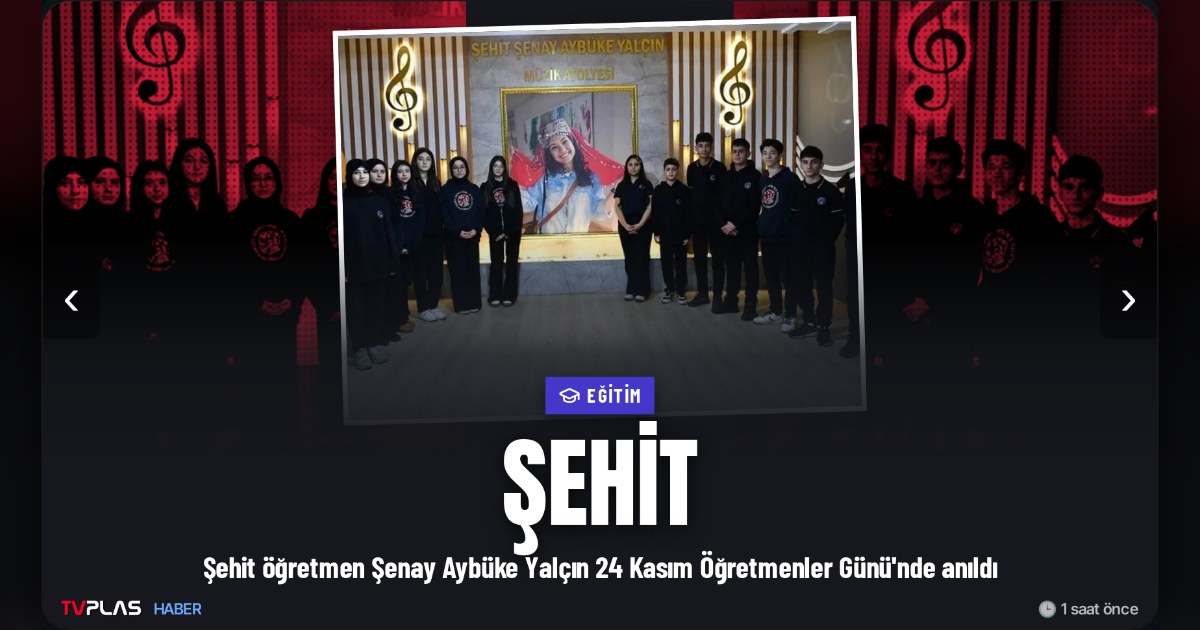 ŞEHİT ŞENAY AYBÜKE YALÇIN
MÜZİK ATÖLYESİ
EĞİTİM
ŞEHİT
Şehit öğretmen Şenay Aybüke Yalçın 24 Kasım Öğretmenler Günü'nde anıldı
TVPLAS HABER
1 saat önce